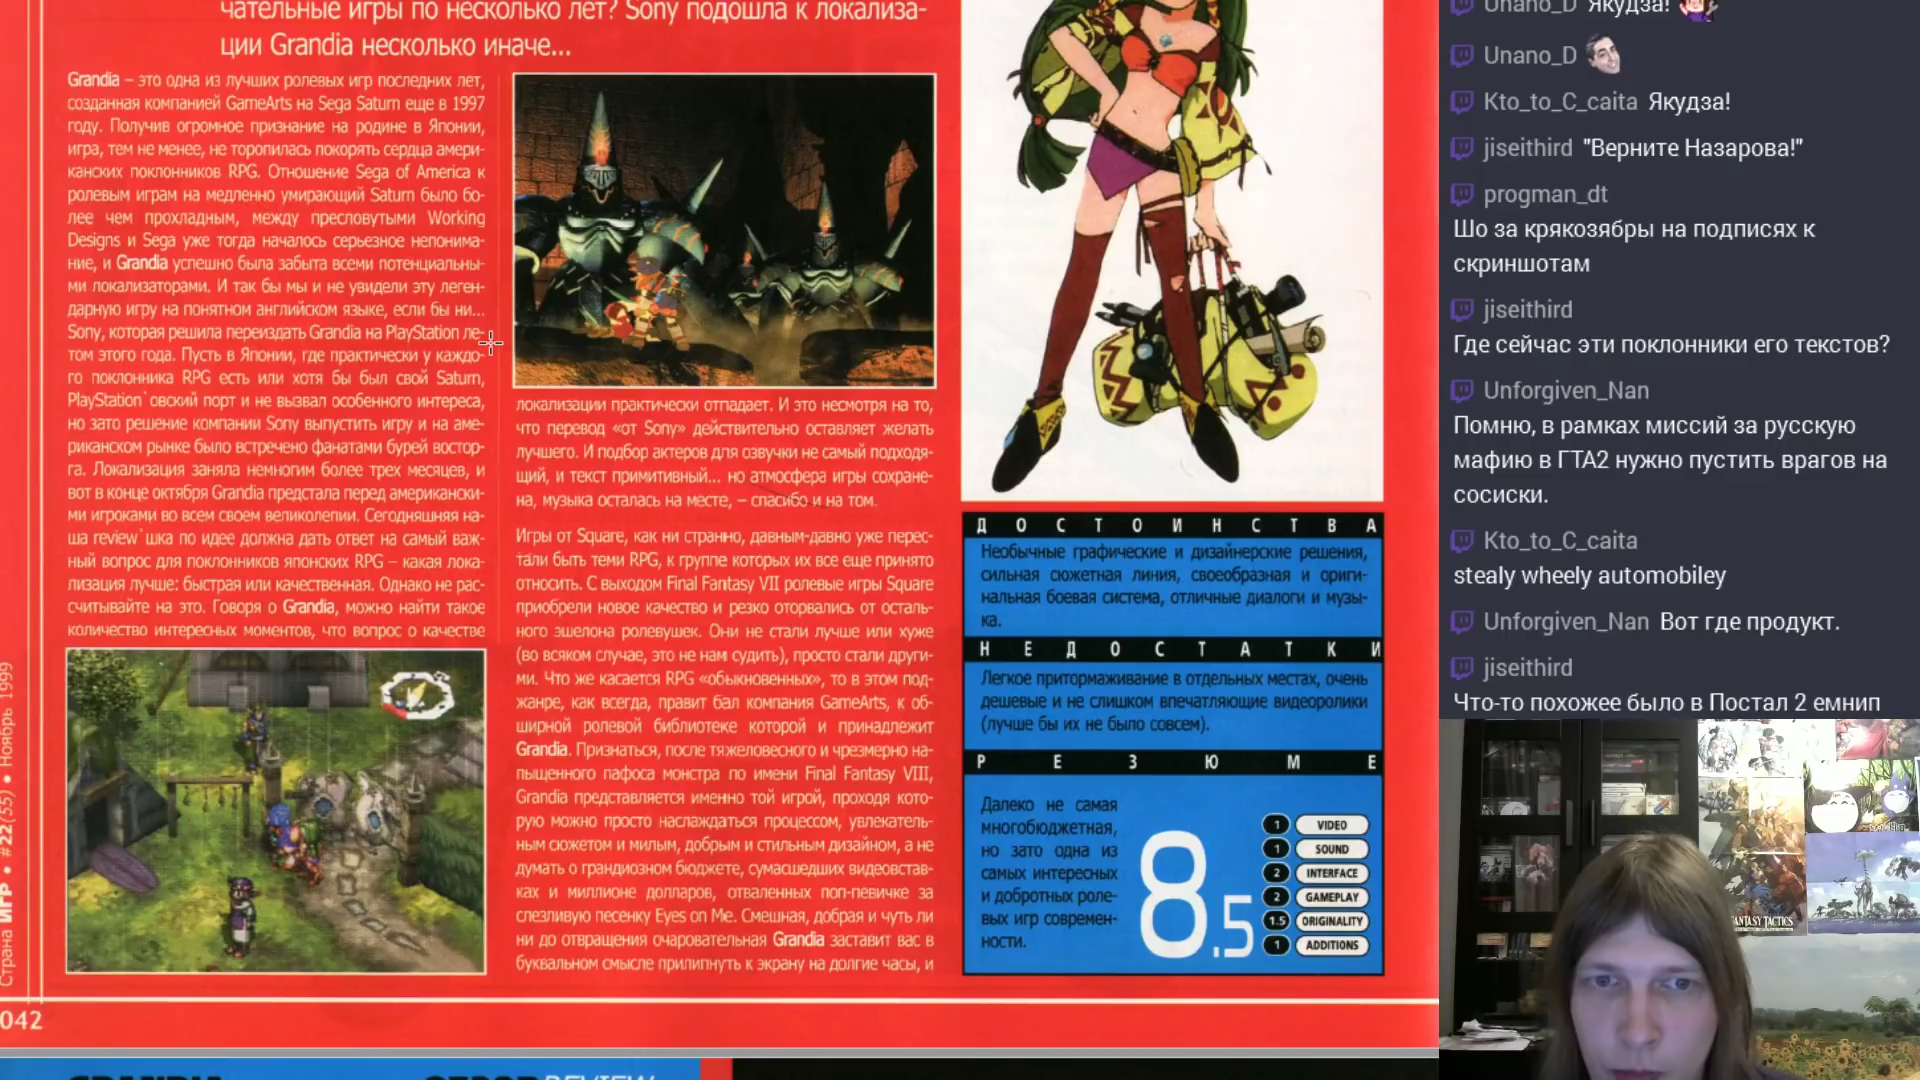 чательные игры по несколько лет? Sony подошла к локализа-
ции Grandia несколько иначе...
Grandia – это одна из лучших ролевых игр последних лет,
созданная компанией GameArts на Sega Saturn еще в 1997
году. Получив огромное признание на родине в Японии,
игра, тем не менее, не торопилась покорять сердца амери-
канских поклонников RPG. Отношение Sega of America к
ролевым играм на медленно умирающий Saturn было бо-
лее чем прохладным, между пресловутыми Working
Designs и Sega уже тогда началось серьезное непонима-
ние, и Grandia успешно была забыта всеми потенциальны-
ми локализаторами. И так бы мы и не увидели эту леген-
дарную игру на понятном английском языке, если бы ни...
Sony, которая решила переиздать Grandia на PlayStation ле-
том этого года. Пусть в Японии, где практически у каждо-
го поклонника RPG есть или хотя бы был свой Saturn,
PlayStation`овский порт и не вызвал особенного интереса,
но зато решение компании Sony выпустить игру и на аме-
риканском рынке было встречено фанатами бурей востор-
га. Локализация заняла немногим более трех месяцев, и
вот в конце октября Grandia предстала перед американски-
ми игроками во всем своем великолепии. Сегодняшняя на-
ша review`шка по идее должна дать ответ на самый важ-
ный вопрос для поклонников японских RPG – какая лока-
лизация лучше: быстрая или качественная. Однако не рас-
считывайте на это. Говоря о Grandia, можно найти такое
количество интересных моментов, что вопрос о качестве
локализации практически отпадает. И это несмотря на то,
что перевод «от Sony» действительно оставляет желать
лучшего. И подбор актеров для озвучки не самый подходя-
щий, и текст примитивный... но атмосфера игры сохране-
на, музыка осталась на месте, – спасибо и на том.
Игры от Square, как ни странно, давным-давно уже перес-
тали быть теми RPG, к группе которых их все еще принято
относить. С выходом Final Fantasy VII ролевые игры Square
приобрели новое качество и резко оторвались от осталь-
ного эшелона ролевушек. Они не стали лучше или хуже
(во всяком случае, это не нам судить), просто стали други-
ми. Что же касается RPG «обыкновенных», то в этом под-
жанре, как всегда, правит бал компания GameArts, к об-
ширной ролевой библиотеке которой и принадлежит
Grandia. Признаться, после тяжеловесного и чрезмерно на-
пыщенного пафоса монстра по имени Final Fantasy VIII,
Grandia представляется именно той игрой, проходя кото-
рую можно просто наслаждаться процессом, увлекатель-
ным сюжетом и милым, добрым и стильным дизайном, а не
думать о грандиозном бюджете, сумасшедших видеовстав-
ках и миллионе долларов, отваленных поп-певичке за
слезливую песенку Eyes on Me. Смешная, добрая и чуть ли
ни до отвращения очаровательная Grandia заставит вас в
буквальном смысле прилипнуть к экрану на долгие часы, и
ДОСТОИНСТВА
Необычные графические и дизайнерские решения,
сильная сюжетная линия, своеобразная и ориги-
нальная боевая система, отличные диалоги и музы-
ка.
НЕДОСТАТКИ
Легкое притормаживание в отдельных местах, очень
дешевые и не слишком впечатляющие видеоролики
(лучше бы их не было совсем).
РЕЗЮМЕ
Далеко не самая
многобюджетная,
но зато одна из
самых интересных
и добротных роле-
вых игр современ-
ности.
8.5
1 VIDEO
1 SOUND
2 INTERFACE
2 GAMEPLAY
1.5 ORIGINALITY
1 ADDITIONS
Страна ИГР • #22(55) • Ноябрь 1999
042
REVIEW
Unano_D Якудза!
Unano_D
Kto_to_C_caita Якудза!
jiseithird "Верните Назарова!"
progman_dt
Шо за крякозябры на подписях к
скриншотам
jiseithird
Где сейчас эти поклонники его текстов?
Unforgiven_Nan
Помню, в рамках миссий за русскую
мафию в ГТА2 нужно пустить врагов на
сосиски.
Kto_to_C_caita
stealy wheely automobiley
Unforgiven_Nan Вот где продукт.
jiseithird
Что-то похожее было в Постал 2 емнип
FANTASY TACTICS